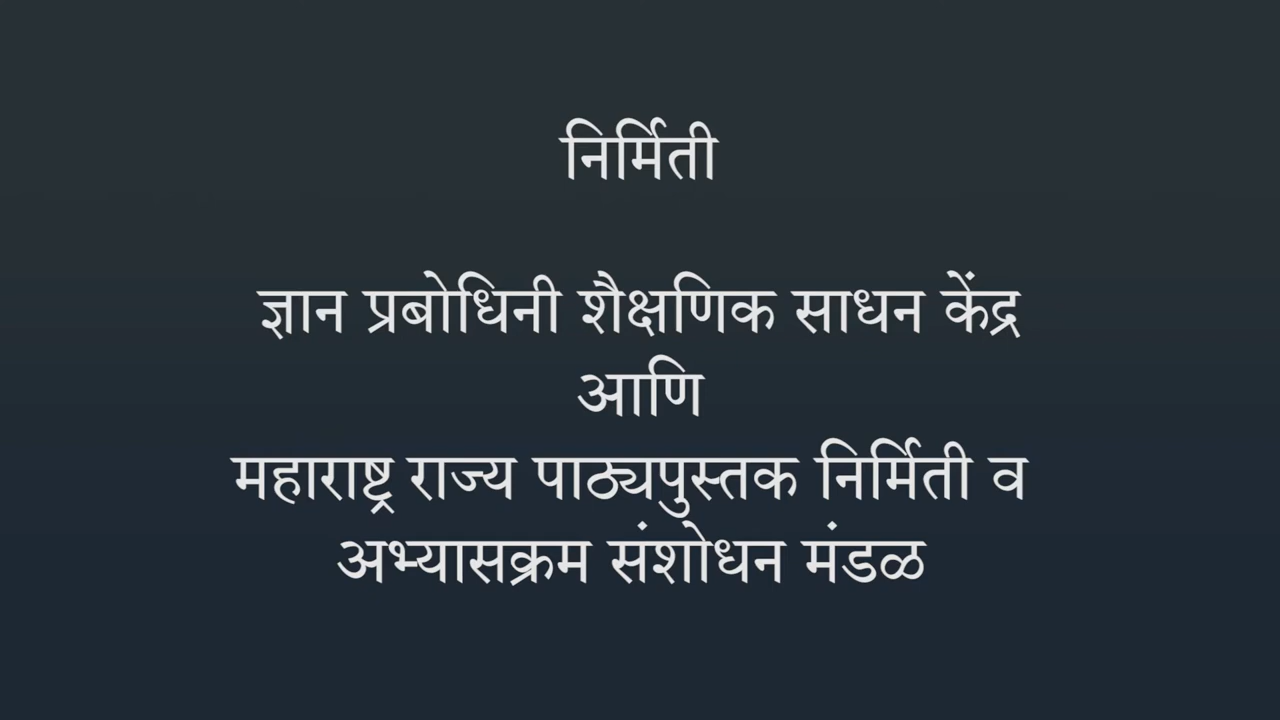 निर्मिती
ज्ञान प्रबोधिनी शैक्षणिक साधन केंद्र
आणि
महाराष्ट्र राज्य पाठ्यपुस्तक निर्मिती व
अभ्यासक्रम संशोधन मंडळ